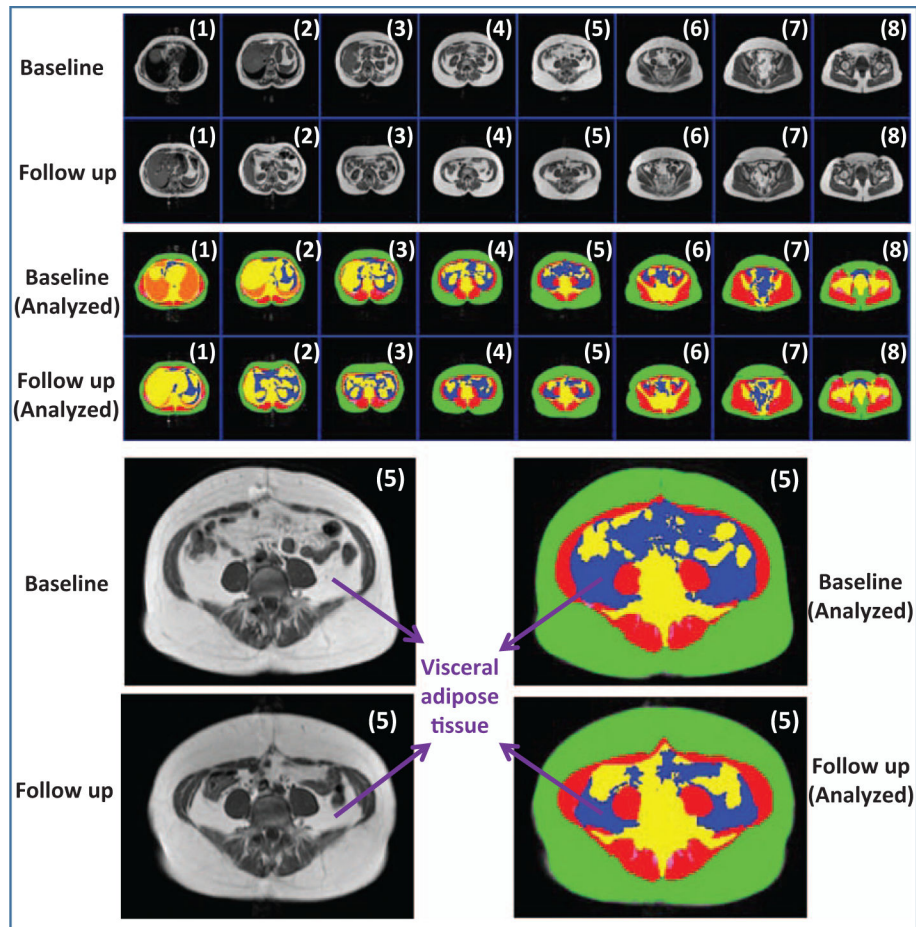 (1) (2) (3) (4) (5) (6) (7) (8)
Baseline
(1) (2) (3) (4) (5) (6) (7) (8)
Follow up
(1) (2) (3) (4) (5) (6) (7) (8)
Baseline
(Analyzed)
(1) (2) (3) (4) (5) (6) (7) (8)
Follow up
(Analyzed)
(5)
(5)
Baseline
Baseline
(Analyzed)
Visceral
adipose
tissue
(5)
(5)
Follow up
Follow up
(Analyzed)